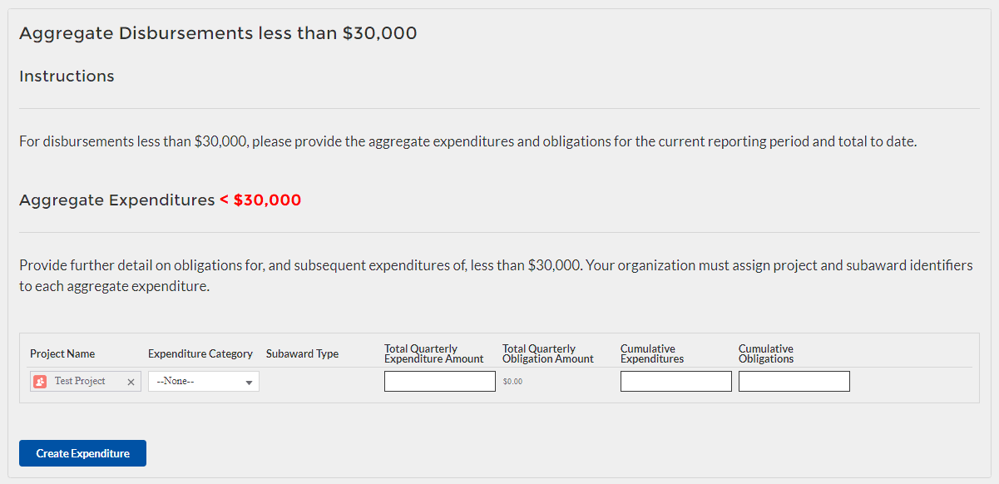 Aggregate Disbursements less than $30,000
Instructions
For disbursements less than $30,000, please provide the aggregate expenditures and obligations for the current reporting period and total to date.
Aggregate Expenditures < $30,000
Provide further detail on obligations for, and subsequent expenditures of, less than $30,000. Your organization must assign project and subaward identifiers
to each aggregate expenditure.
Project Name
Expenditure Category
Subaward Type
Total Quarterly
Expenditure Amount
Total Quarterly
Obligation Amount
Cumulative
Expenditures
Cumulative
Obligations
Test Project
--None--
$0.00
Create Expenditure